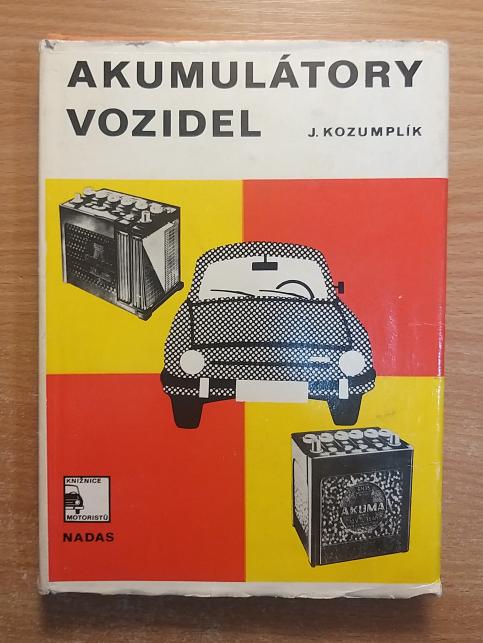 AKUMULÁTORY
VOZIDEL
J. KOZUMPLÍK
AKUMA
KNIŽNICE
MOTORISTŮ
NADAS